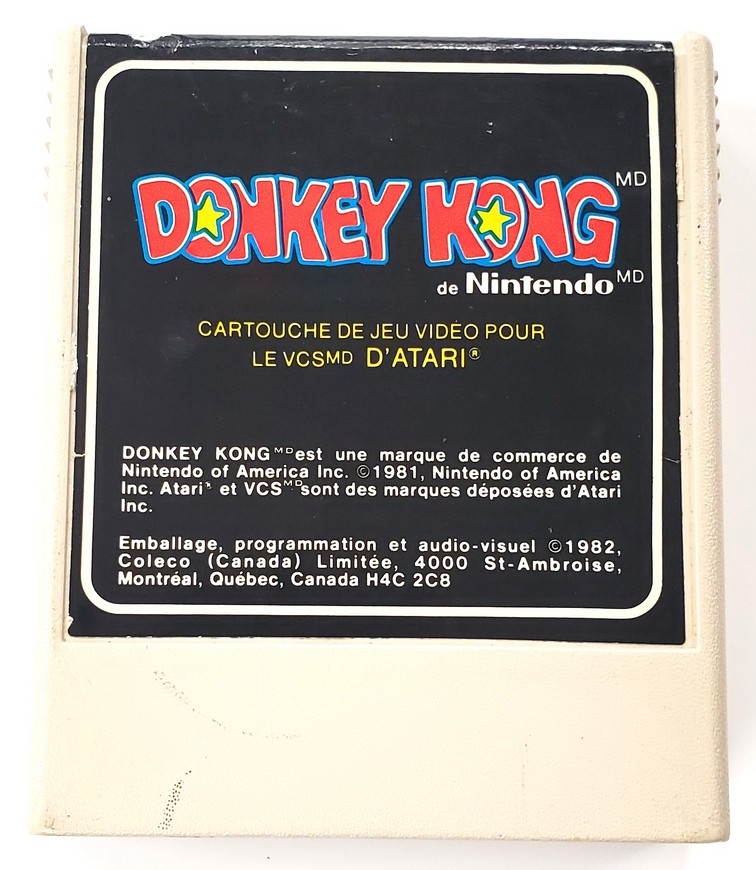 DONKEY KONG MD
de Nintendo MD
CARTOUCHE DE JEU VIDÉO POUR
LE VCSMD D'ATARI®
DONKEY KONG MD est une marque de commerce de
Nintendo of America Inc. ©1981, Nintendo of America
Inc. Atari® et VCS MD sont des marques déposées d'Atari
Inc.
Emballage, programmation et audio-visuel ©1982,
Coleco (Canada) Limitée, 4000 St-Ambroise,
Montréal, Québec, Canada H4C 2C8